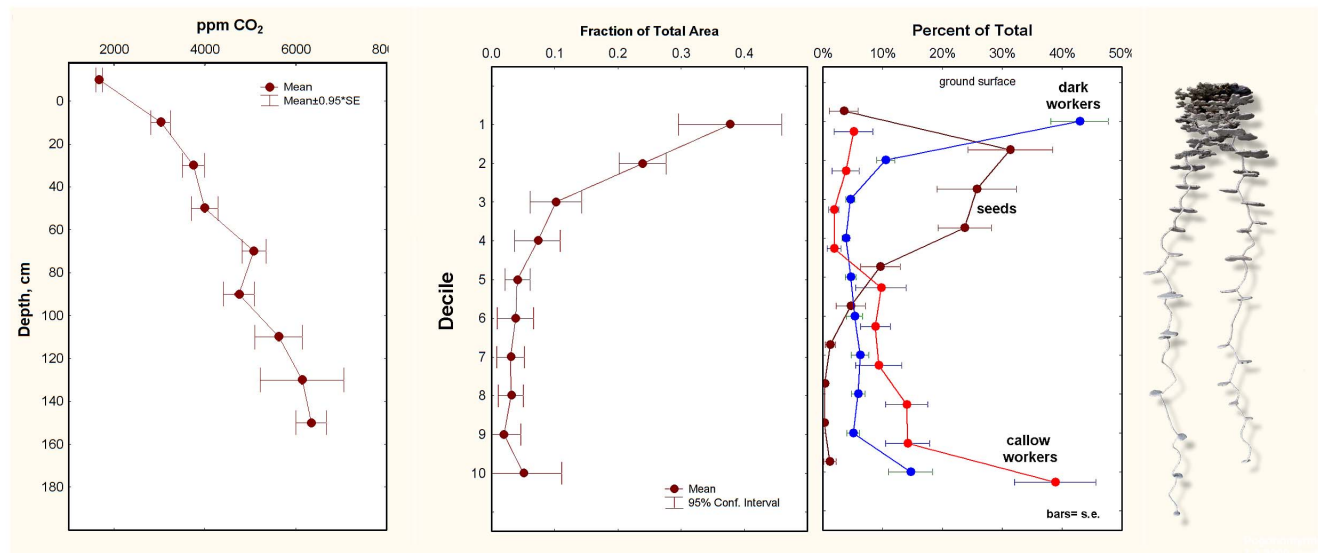 ppm CO₂
2000 4000 6000 80
Mean
Mean±0.95*SE
Depth, cm
0
20
40
60
80
100
120
140
160
180
Fraction of Total Area
0.0 0.1 0.2 0.3 0.4
Decile
1
2
3
4
5
6
7
8
9
10
Mean
95% Conf. Interval
Percent of Total
0% 10% 20% 30% 40% 50%
ground surface
dark
workers
seeds
callow
workers
bars= s.e.